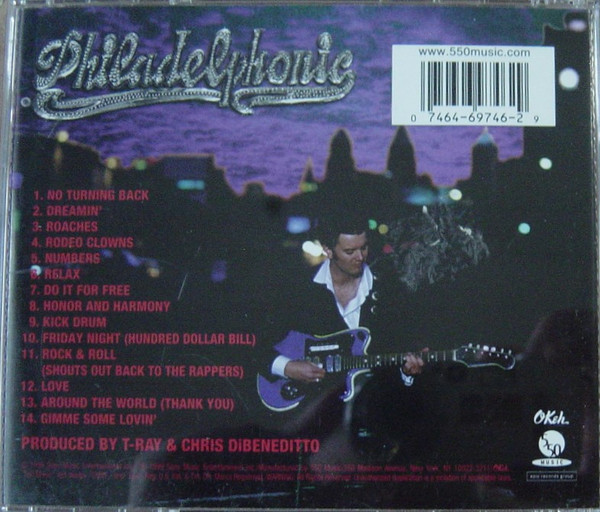 Philadelphonic
www.550music.com
0 7464-69746-2 9
1. NO TURNING BACK
2. DREAMIN'
3. ROACHES
4. RODEO CLOWNS
5. NUMBERS
6. RELAX
7. DO IT FOR FREE
8. HONOR AND HARMONY
9. KICK DRUM
10. FRIDAY NIGHT (HUNDRED DOLLAR BILL)
11. ROCK & ROLL
(SHOUTS OUT BACK TO THE RAPPERS)
12. LOVE
13. AROUND THE WORLD (THANK YOU)
14. GIMME SOME LOVIN'
PRODUCED BY T-RAY & CHRIS DiBENEDITTO
OKeh
550
MUSIC